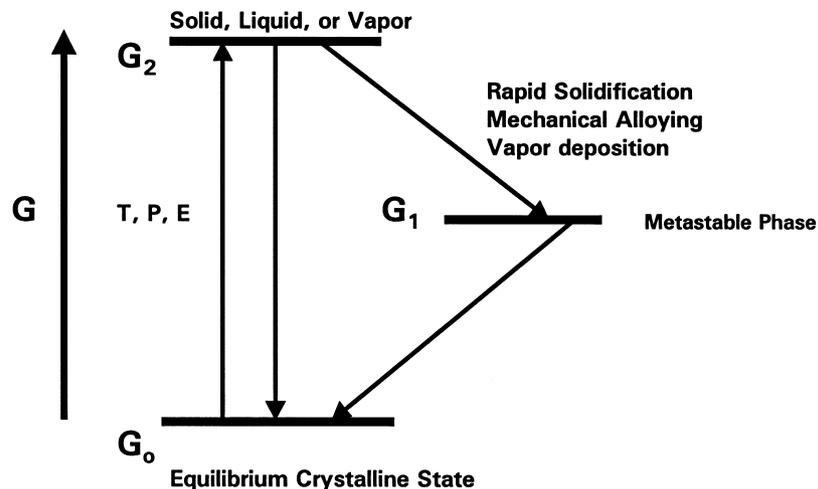 Solid, Liquid, or Vapor
G2
Rapid Solidification
Mechanical Alloying
Vapor deposition
G
T, P, E
G1
Metastable Phase
Go
Equilibrium Crystalline State